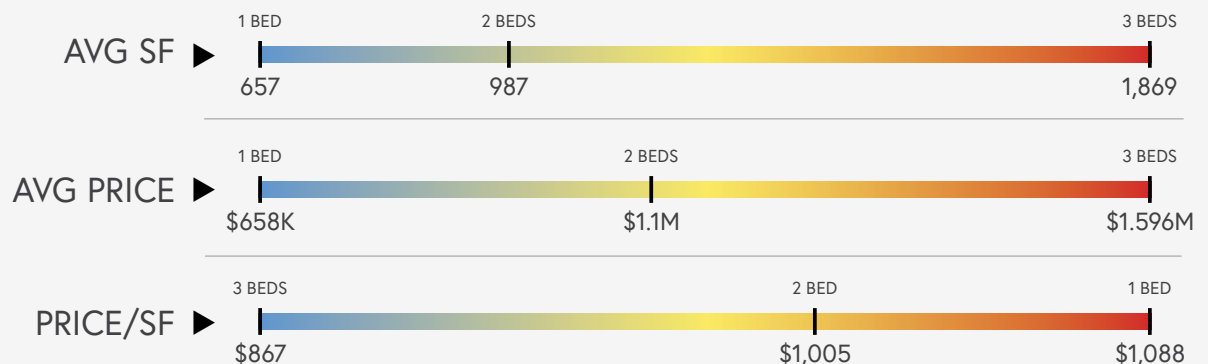 1 BED 2 BEDS 3 BEDS
AVG SF
657 987 1,869
1 BED 2 BEDS 3 BEDS
AVG PRICE
$658K $1.1M $1.596M
3 BEDS 2 BED 1 BED
PRICE/SF
$867 $1,005 $1,088